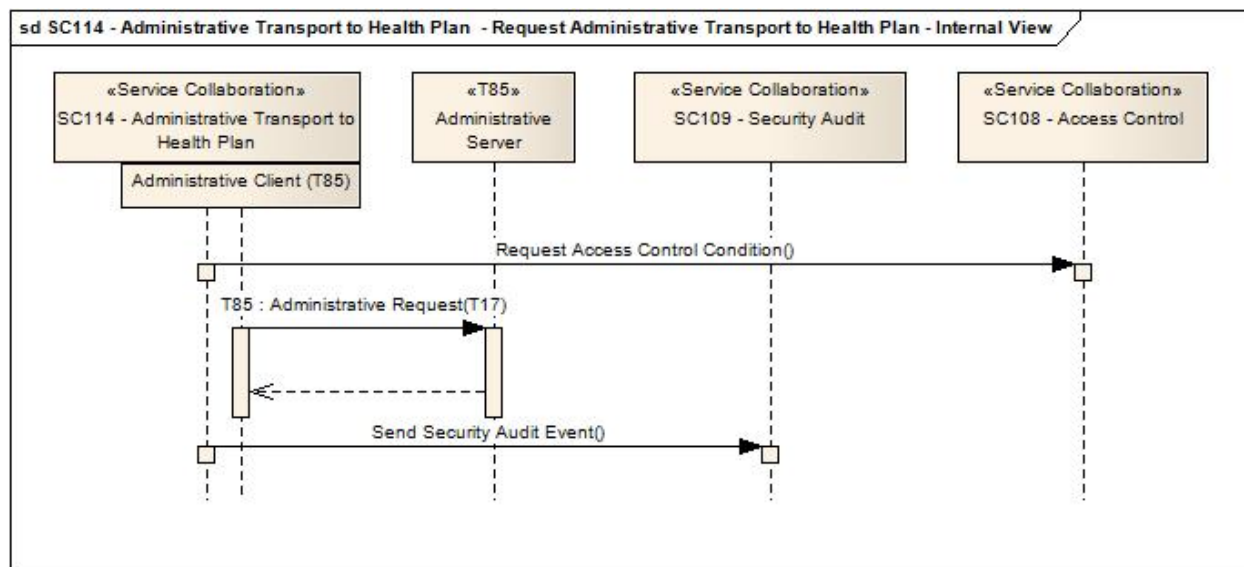 sd SC114 - Administrative Transport to Health Plan - Request Administrative Transport to Health Plan - Internal View
«Service Collaboration»
SC114 - Administrative Transport to
Health Plan
Administrative Client (T85)
«T85»
Administrative
Server
«Service Collaboration»
SC109 - Security Audit
«Service Collaboration»
SC108 - Access Control
Request Access Control Condition()
T85 : Administrative Request(T17)
Send Security Audit Event()